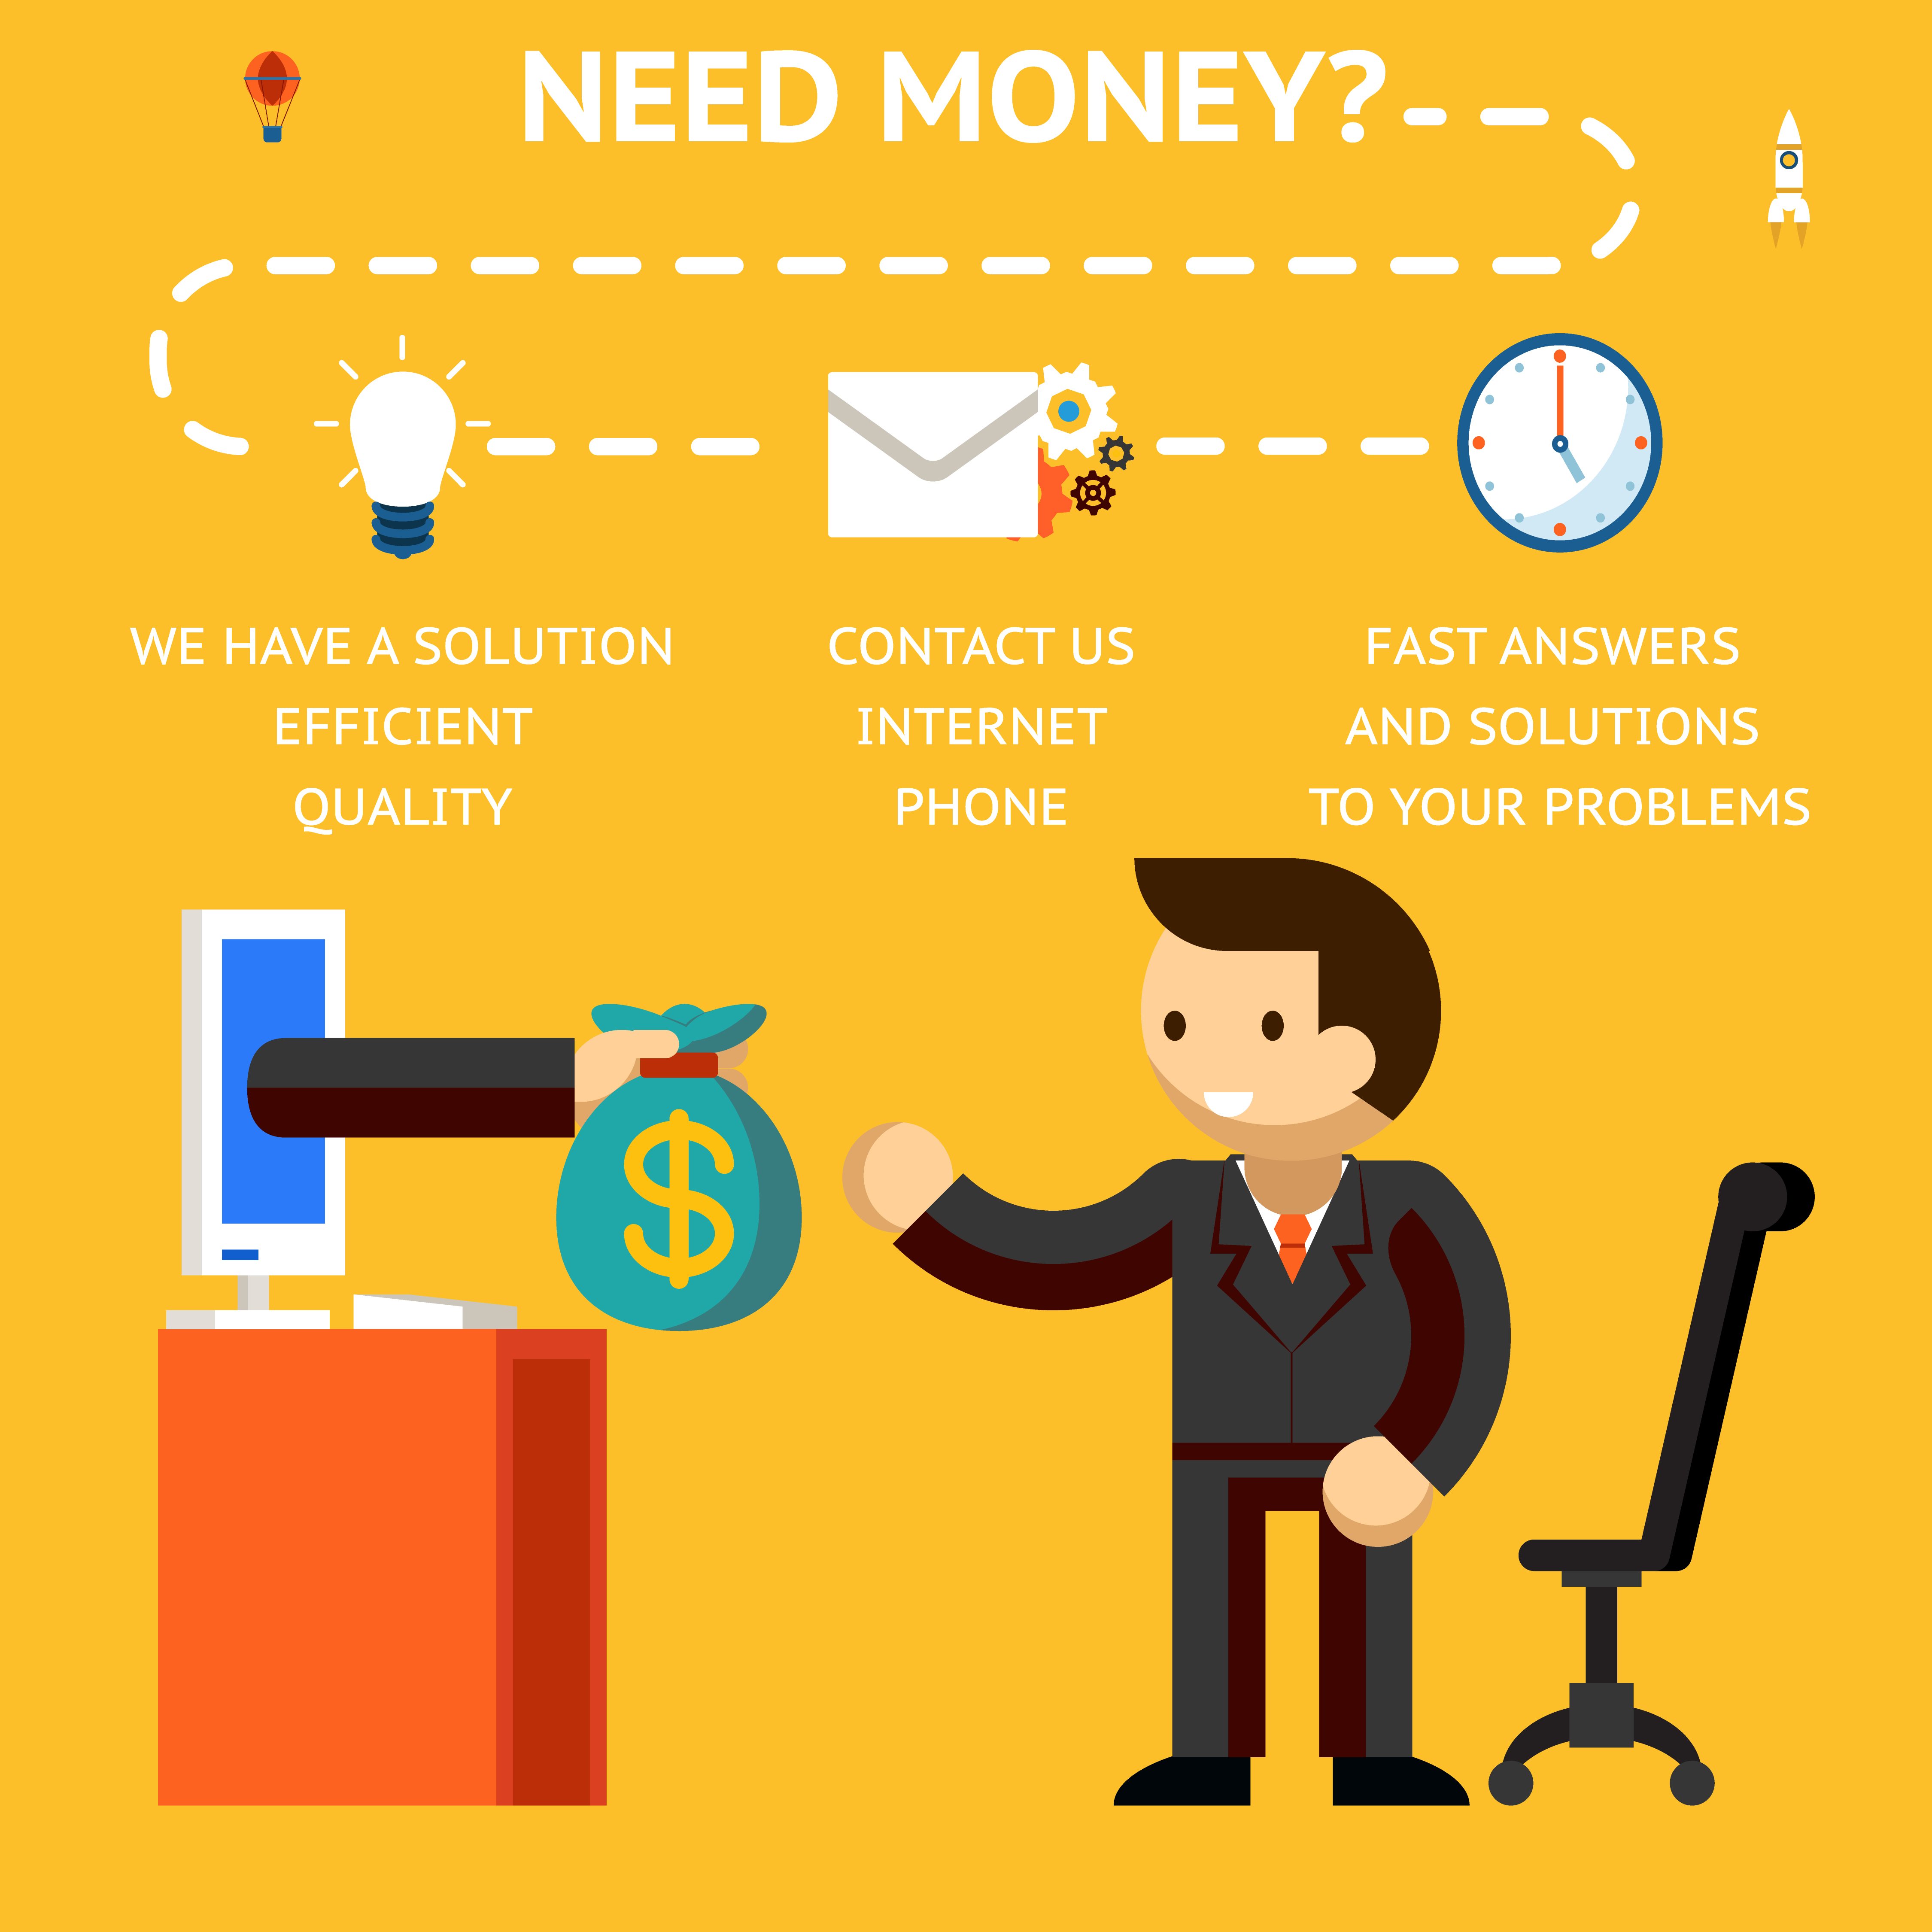 NEED MONEY?
WE HAVE A SOLUTION
EFFICIENT
QUALITY
CONTACT US
INTERNET
PHONE
FAST ANSWERS
AND SOLUTIONS
TO YOUR PROBLEMS
$